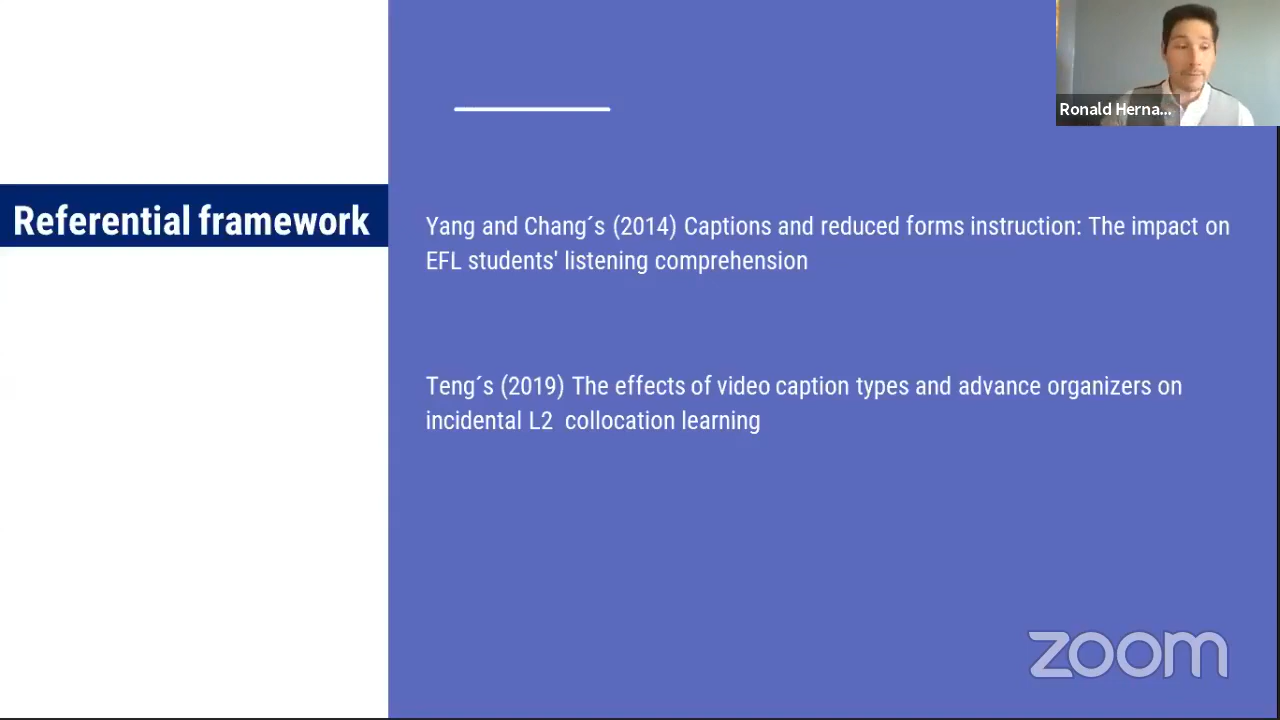 Ronald Herna...
Referential framework
Yang and Chang´s (2014) Captions and reduced forms instruction: The impact on
EFL students' listening comprehension
Teng´s (2019) The effects of video caption types and advance organizers on
incidental L2  collocation learning
zoom